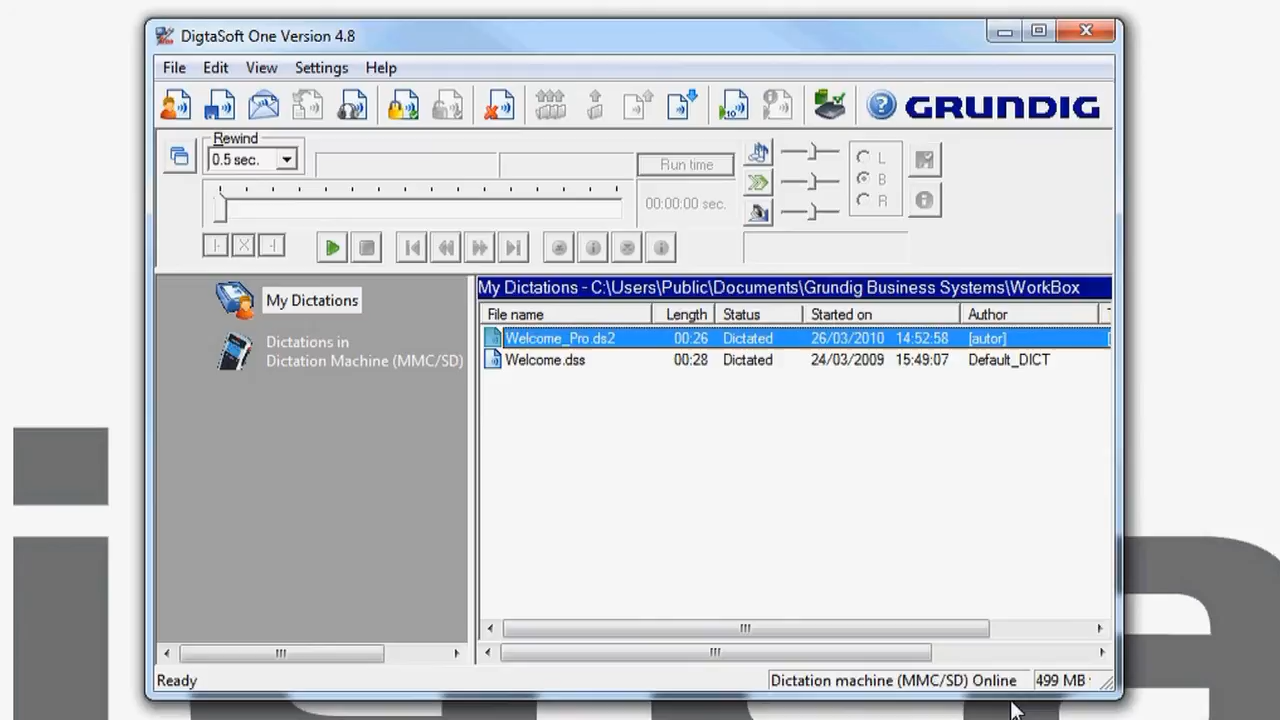 DigtaSoft One Version 4.8
File Edit View Settings Help
GRUNDIG
Rewind
0.5 sec.
Run time
00:00:00 sec.
L
B
R
My Dictations
Dictations in
Dictation Machine (MMC/SD)
My Dictations - C:\Users\Public\Documents\Grundig Business Systems\WorkBox
File name Length Status Started on Author
Welcome_Pro.ds2 00:26 Dictated 26/03/2010 14:52:58 [autor]
Welcome.dss 00:28 Dictated 24/03/2009 15:49:07 Default_DICT
Ready
Dictation machine (MMC/SD) Online
499 MB